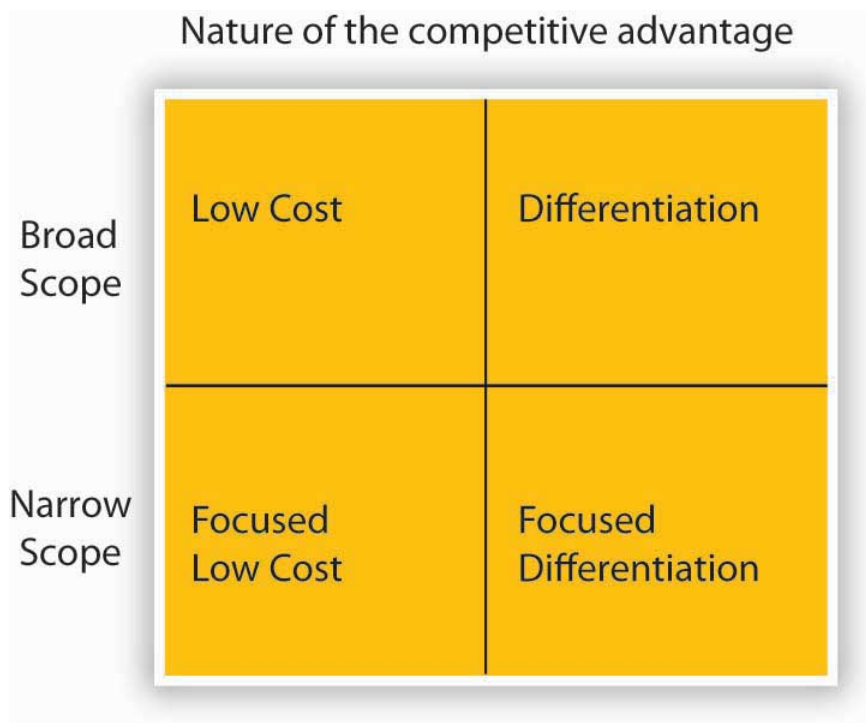 Nature of the competitive advantage
Broad
Scope
Low Cost
Differentiation
Narrow
Scope
Focused
Low Cost
Focused
Differentiation